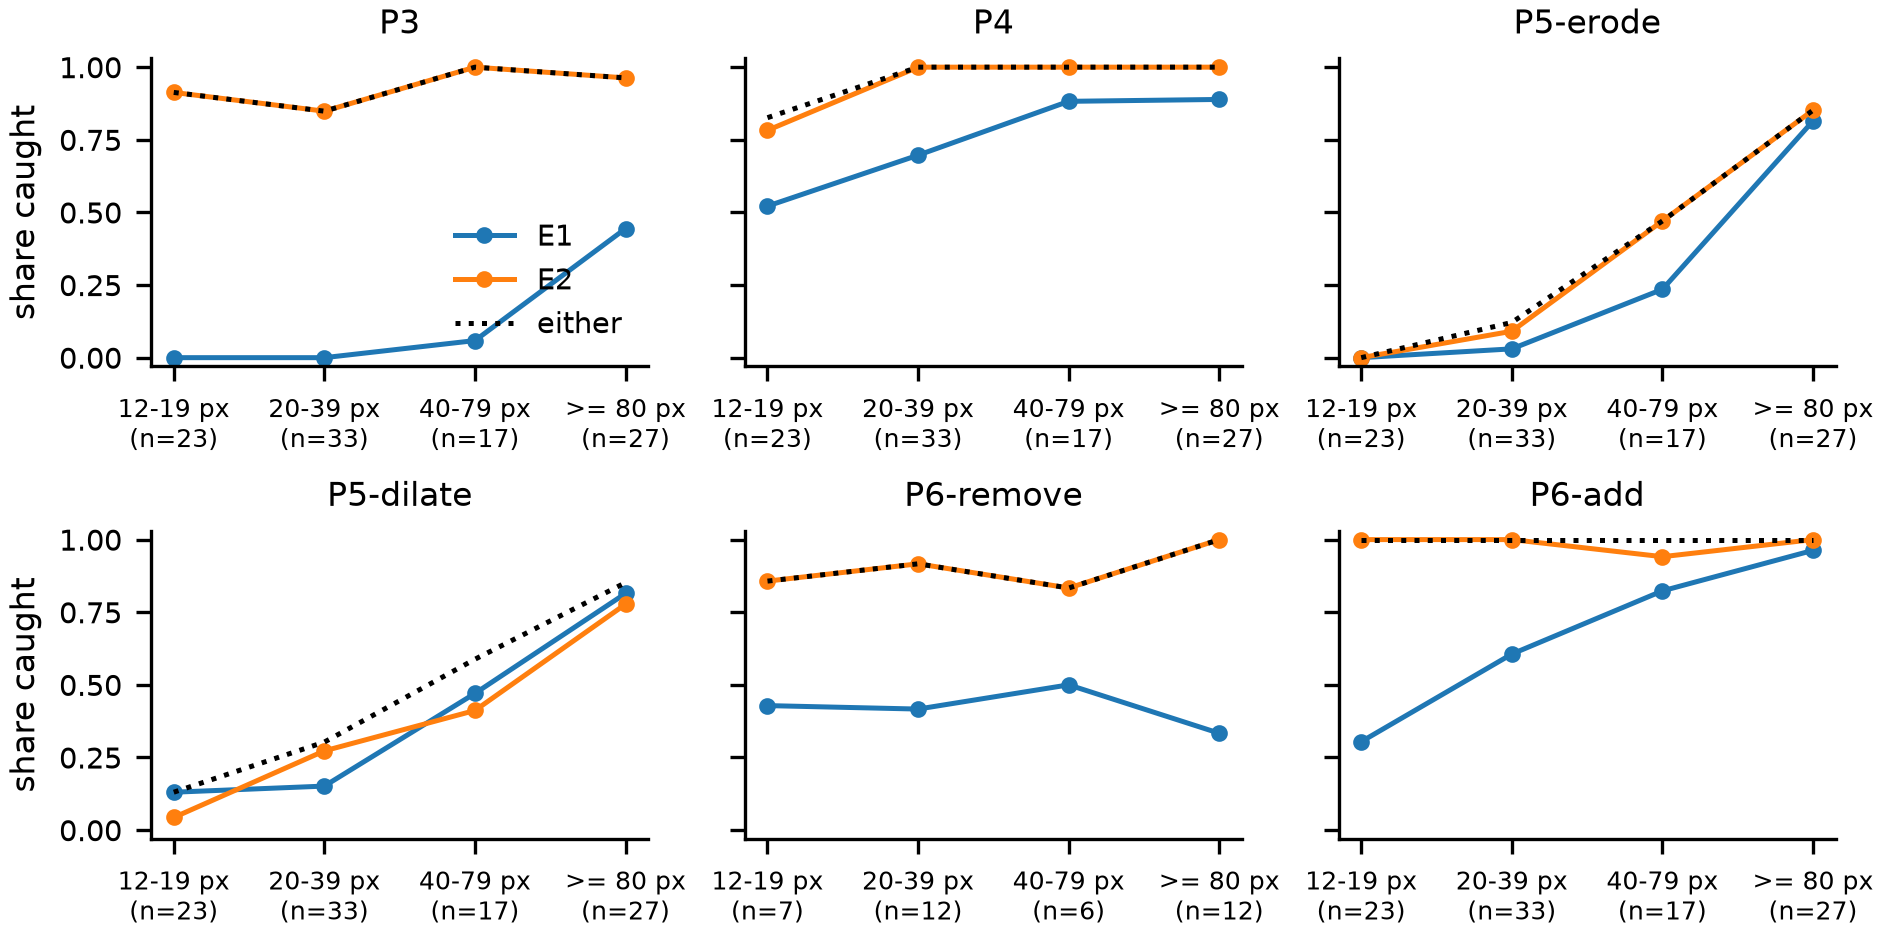 P3
P4
P5-erode
share caught
1.00
0.75
0.50
0.25
0.00
E1
E2
either
12-19 px
(n=23)
20-39 px
(n=33)
40-79 px
(n=17)
>= 80 px
(n=27)
12-19 px
(n=23)
20-39 px
(n=33)
40-79 px
(n=17)
>= 80 px
(n=27)
12-19 px
(n=23)
20-39 px
(n=33)
40-79 px
(n=17)
>= 80 px
(n=27)
P5-dilate
P6-remove
P6-add
share caught
1.00
0.75
0.50
0.25
0.00
12-19 px
(n=23)
20-39 px
(n=33)
40-79 px
(n=17)
>= 80 px
(n=27)
12-19 px
(n=7)
20-39 px
(n=12)
40-79 px
(n=6)
>= 80 px
(n=12)
12-19 px
(n=23)
20-39 px
(n=33)
40-79 px
(n=17)
>= 80 px
(n=27)